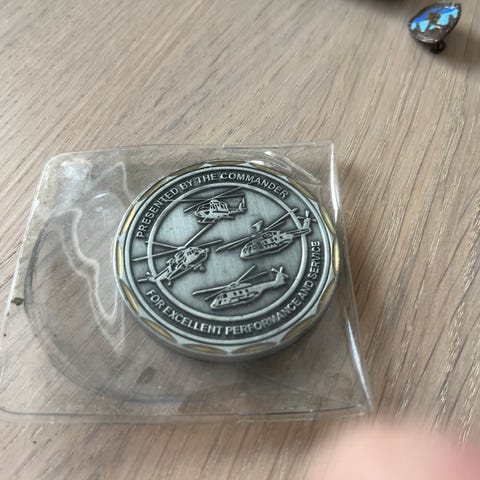 PRESENTED BY THE COMMANDER
FOR EXCELLENT PERFORMANCE AND SERVICE